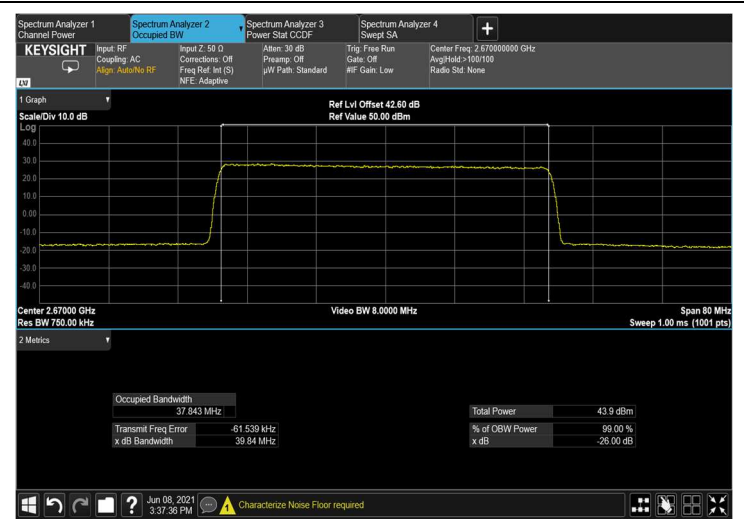 Spectrum Analyzer 1
Channel Power
Spectrum Analyzer 2
Occupied BW
Spectrum Analyzer 3
Power Stat CCDF
Spectrum Analyzer 4
Swept SA
KEYSIGHT
LXI
Input: RF
Coupling: AC
Align: Auto/No RF
Input Z: 50 Ω
Corrections: Off
Freq Ref: Int (S)
NFE: Adaptive
Atten: 30 dB
Preamp: Off
µW Path: Standard
Trig: Free Run
Gate: Off
#IF Gain: Low
Center Freq: 2.670000000 GHz
Avg|Hold:>100/100
Radio Std: None
1 Graph
Scale/Div 10.0 dB
Ref Lvl Offset 42.60 dB
Ref Value 50.00 dBm
Log
40.0
30.0
20.0
10.0
0.00
-10.0
-20.0
-30.0
-40.0
Center 2.67000 GHz
Res BW 750.00 kHz
Video BW 8.0000 MHz
Span 80 MHz
Sweep 1.00 ms (1001 pts)
2 Metrics
Occupied Bandwidth
37.843 MHz
Transmit Freq Error -61.539 kHz
x dB Bandwidth 39.84 MHz
Total Power 43.9 dBm
% of OBW Power 99.00 %
x dB -26.00 dB
?
Jun 08, 2021
3:37:36 PM
1
Characterize Noise Floor required